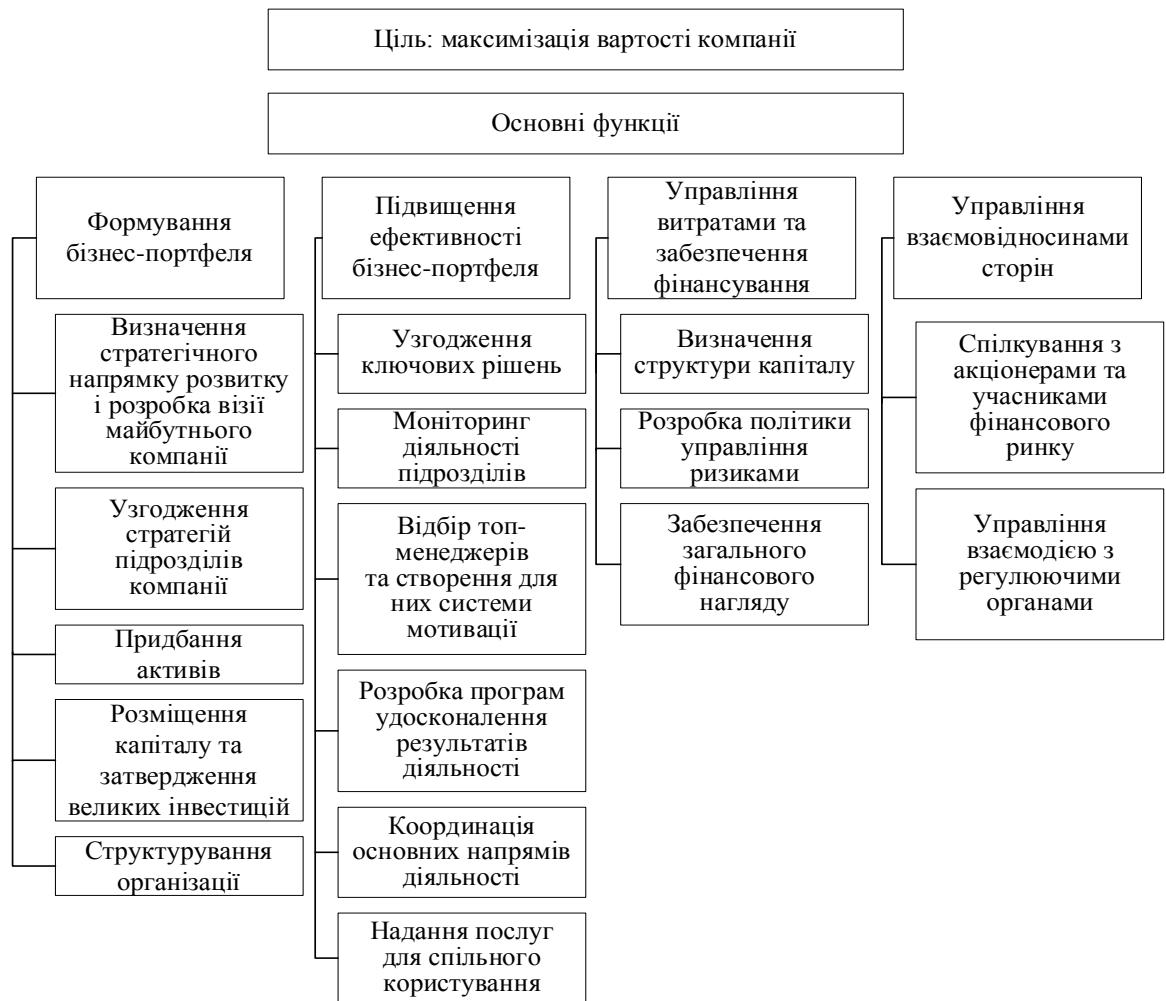 Ціль: максимізація вартості компанії
Основні функції
Формування
бізнес-портфеля
Визначення
стратегічного
напрямку розвитку
і розробка візії
майбутнього
компанії
Узгодження
стратегій
підрозділів
компанії
Придбання
активів
Розміщення
капіталу та
затвердження
великих інвестицій
Структурування
організації
Підвищення
ефективності
бізнес-портфеля
Узгодження
ключових рішень
Моніторинг
діяльності
підрозділів
Відбір топ-
менеджерів
та створення для
них системи
мотивації
Розробка програм
удосконалення
результатів
діяльності
Координація
основних напрямів
діяльності
Надання послуг
для спільного
користування
Управління
витратами та
забезпечення
фінансування
Визначення
структури капіталу
Розробка політики
управління
ризиками
Забезпечення
загального
фінансового
нагляду
Управління
взаємовідносинами
сторін
Спілкування з
акціонерами та
учасниками
фінансового
ринку
Управління
взаємодією з
регулюючими
органами